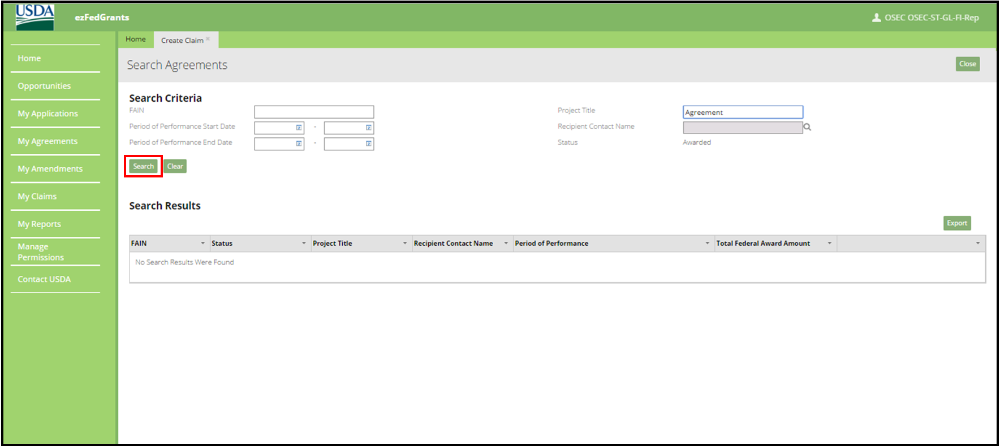 USDA
ezFedGrants
OSEC OSEC-ST-GL-FI-Rep
Home
Create Claim
Home
Opportunities
My Applications
My Agreements
My Amendments
My Claims
My Reports
Manage
Permissions
Contact USDA
Search Agreements
Close
Search Criteria
FAIN
Project Title
Agreement
Period of Performance Start Date
-
Recipient Contact Name
Period of Performance End Date
-
Status
Awarded
Search
Clear
Search Results
Export
FAIN
Status
Project Title
Recipient Contact Name
Period of Performance
Total Federal Award Amount
No Search Results Were Found